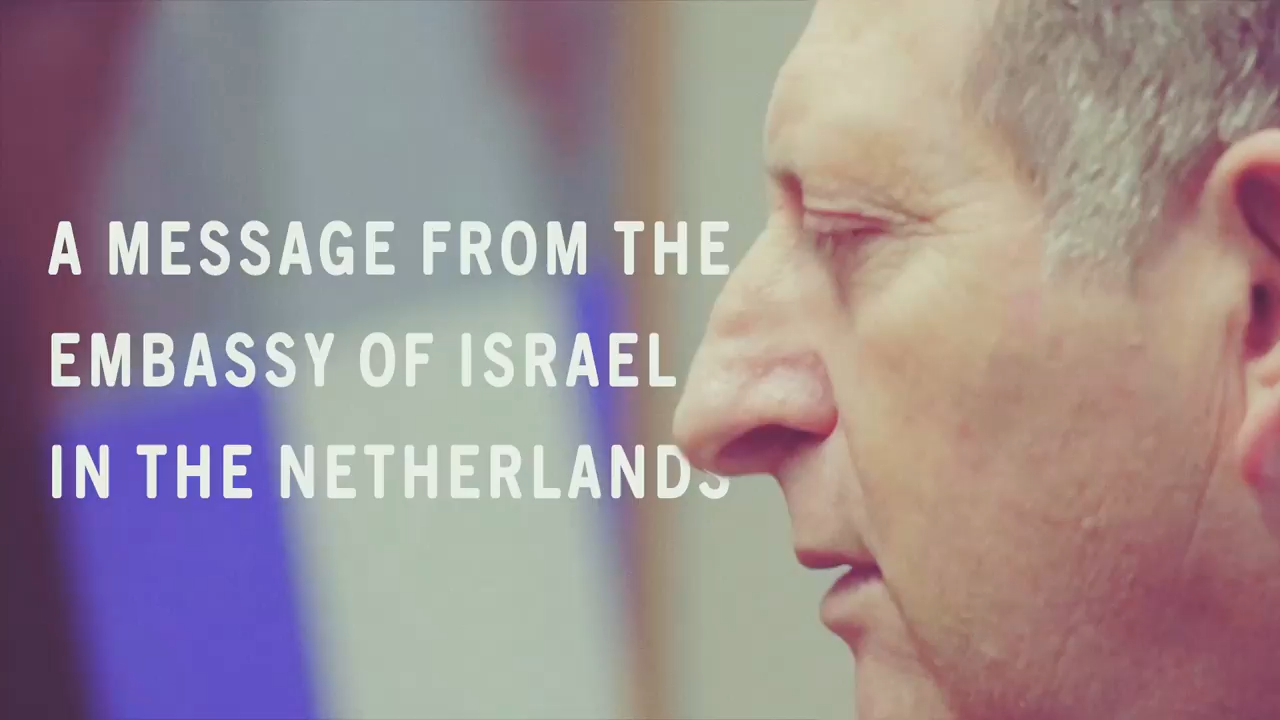 A MESSAGE FROM THE
EMBASSY OF ISRAEL
IN THE NETHERLANDS